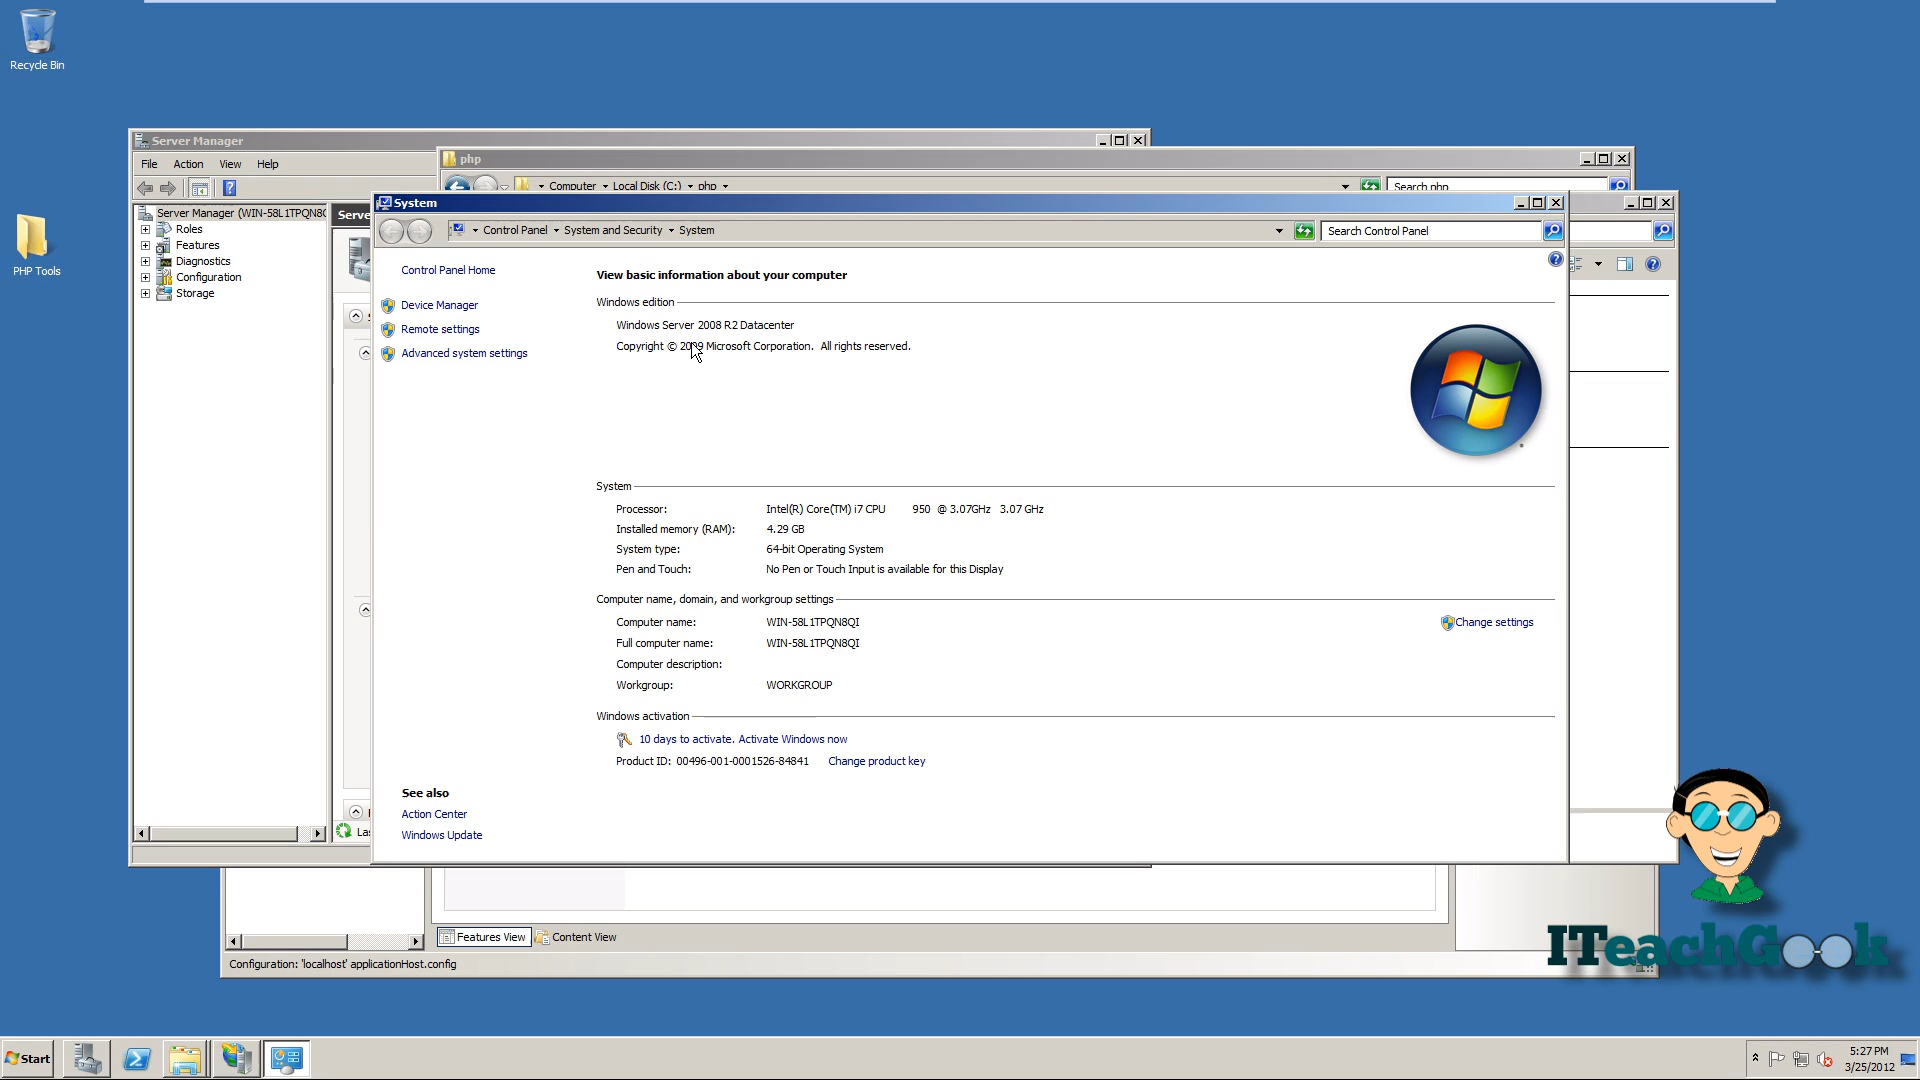 Recycle Bin
PHP Tools
Server Manager
File Action View Help
Server Manager (WIN-58L1TPQN8
Roles
Features
Diagnostics
Configuration
Storage
Serve
Las
php
Computer Local Disk (C:) php
Search php
System
Control Panel System and Security System
Search Control Panel
Control Panel Home
Device Manager
Remote settings
Advanced system settings
See also
Action Center
Windows Update
View basic information about your computer
Windows edition
Windows Server 2008 R2 Datacenter
Copyright © 2009 Microsoft Corporation. All rights reserved.
System
Processor: Intel(R) Core(TM) i7 CPU 950 @ 3.07GHz 3.07 GHz
Installed memory (RAM): 4.29 GB
System type: 64-bit Operating System
Pen and Touch: No Pen or Touch Input is available for this Display
Computer name, domain, and workgroup settings
Computer name: WIN-58L1TPQN8QI
Change settings
Full computer name: WIN-58L1TPQN8QI
Computer description:
Workgroup: WORKGROUP
Windows activation
10 days to activate. Activate Windows now
Product ID: 00496-001-0001526-84841 Change product key
Features View Content View
Configuration: 'localhost' applicationHost.config
ITeachGook
Start
5:27 PM
3/25/2012